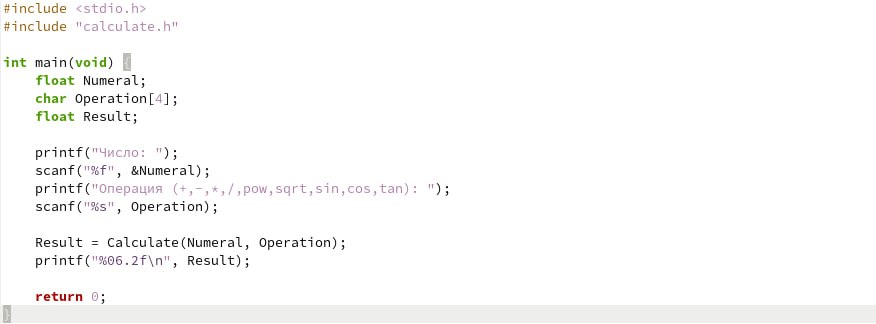 #include <stdio.h>
#include "calculate.h"
int main(void) {
float Numeral;
char Operation[4];
float Result;
printf("Число: ");
scanf("%f", &Numeral);
printf("Операция (+,-,*,/,pow,sqrt,sin,cos,tan): ");
scanf("%s", Operation);
Result = Calculate(Numeral, Operation);
printf("%06.2f\n", Result);
return 0;
}